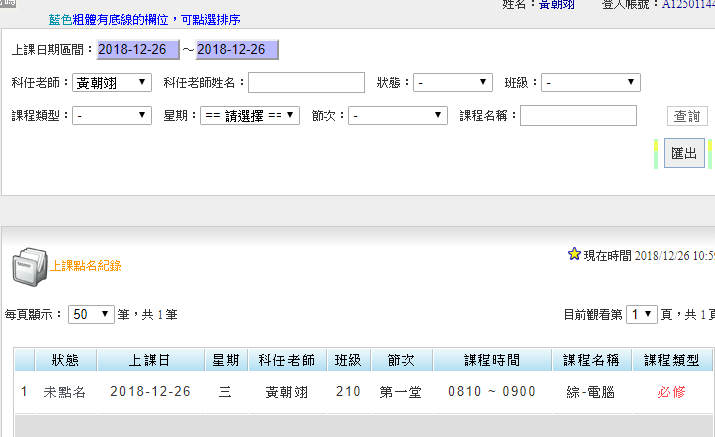 姓名：黃朝翊 登入帳號：A12501144
藍色粗體有底線的欄位，可點選排序
上課日期區間：2018-12-26 ～2018-12-26
科任老師：黃朝翊 科任老師姓名： 狀態：- 班級：-
課程類型：- 星期：== 請選擇 == 節次：- 課程名稱： 查詢
匯出
上課點名紀錄 現在時間 2018/12/26 10:59
每頁顯示：50 筆，共 1 筆 目前觀看第 1 頁，共 1 頁
狀態 上課日 星期 科任老師 班級 節次 課程時間 課程名稱 課程類型
1 未點名 2018-12-26 三 黃朝翊 210 第一堂 0810 ~ 0900 綜-電腦 必修